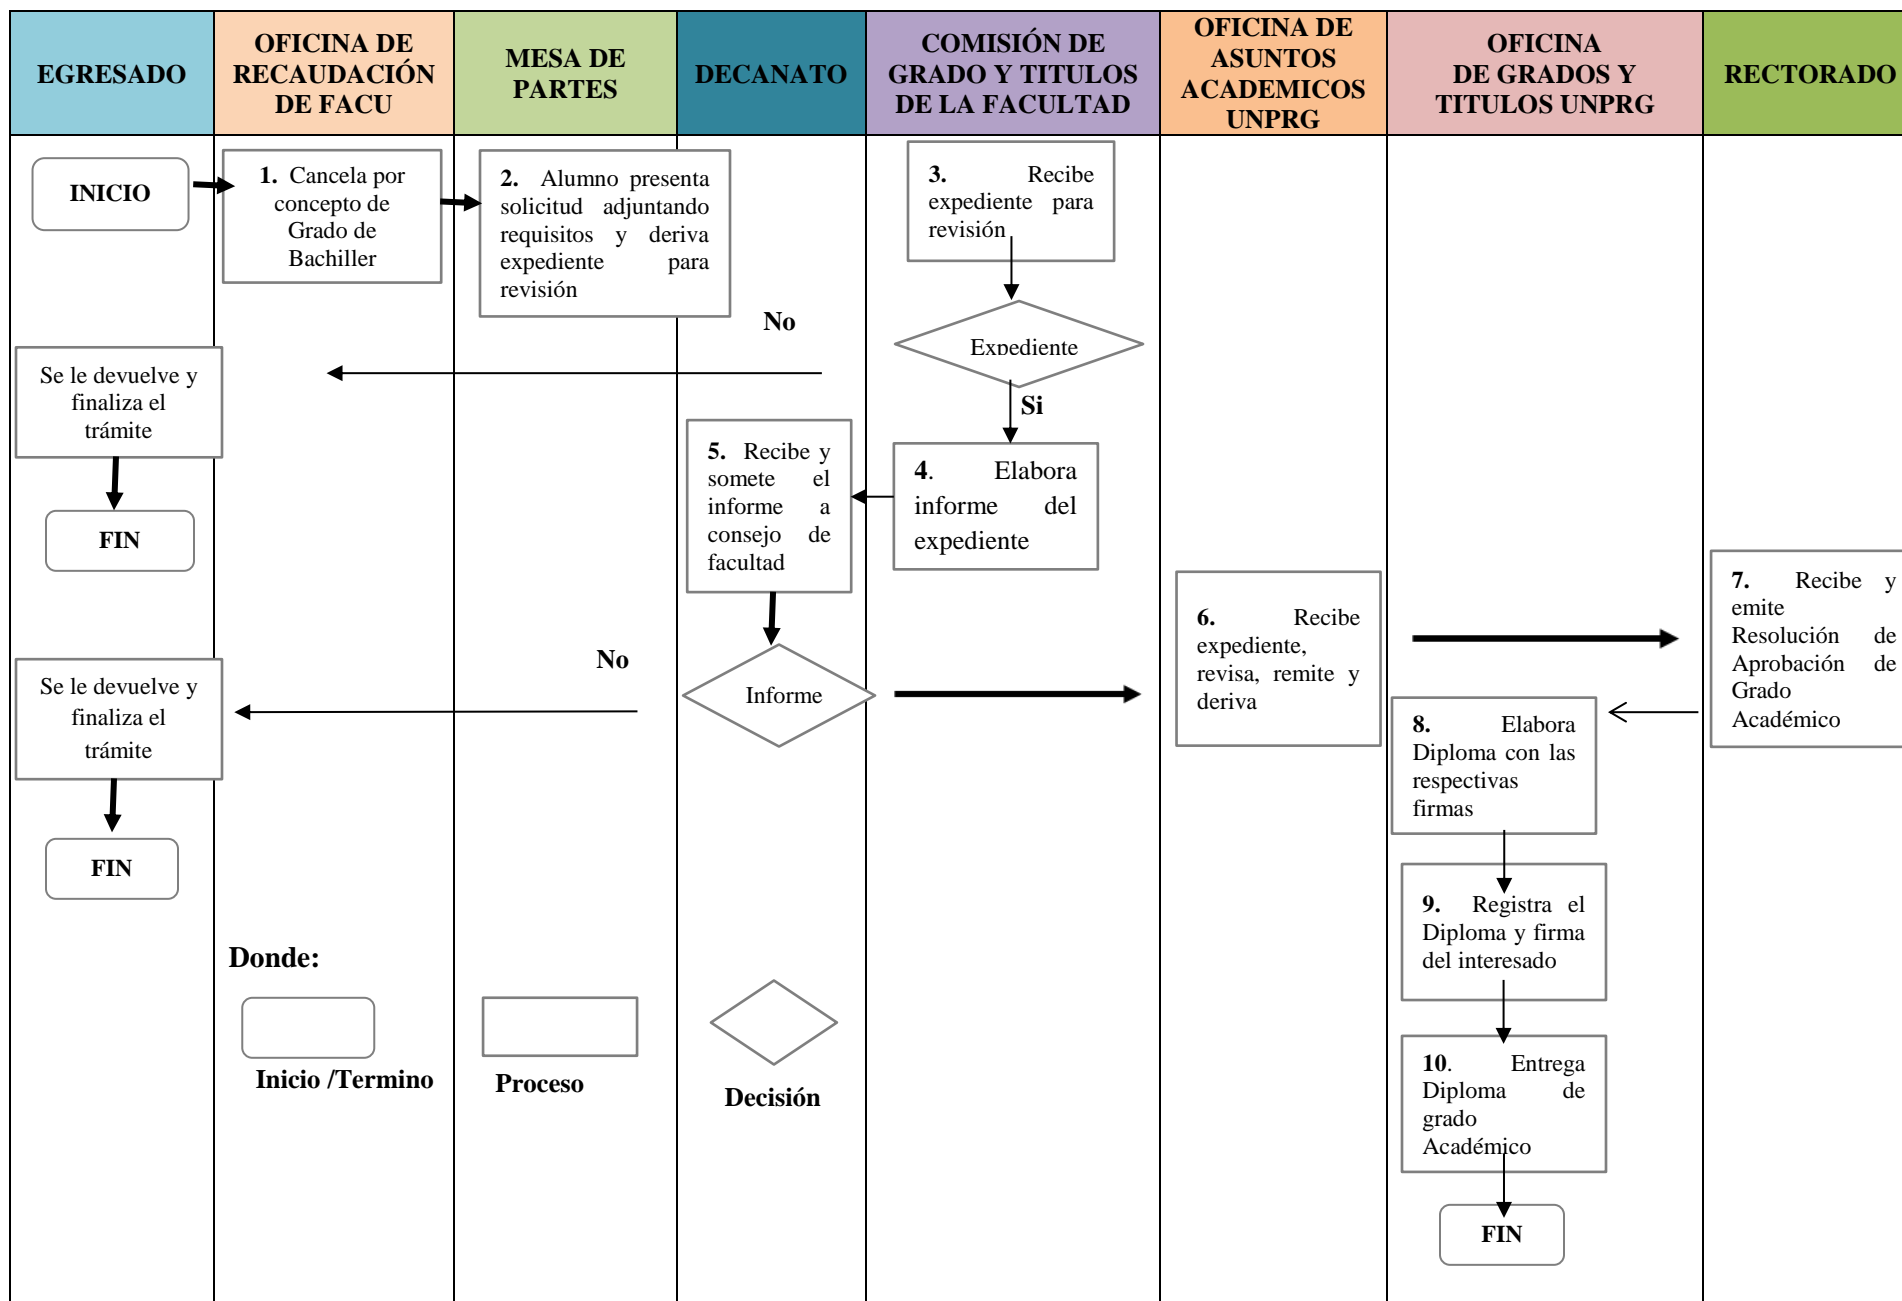 EGRESADO
OFICINA DE
RECAUDACIÓN
DE FACU
MESA DE
PARTES
DECANATO
COMISIÓN DE
GRADO Y TITULOS
DE LA FACULTAD
OFICINA DE
ASUNTOS
ACADEMICOS
UNPRG
OFICINA
DE GRADOS Y
TITULOS UNPRG
RECTORADO
INICIO
1. Cancela por
concepto de
Grado de
Bachiller
2. Alumno presenta
solicitud adjuntando
requisitos y deriva
expediente para
revisión
3. Recibe
expediente para
revisión
No
Expediente
Si
Se le devuelve y
finaliza el
trámite
FIN
5. Recibe y
somete el
informe a
consejo de
facultad
4. Elabora
informe del
expediente
6. Recibe
expediente,
revisa, remite y
deriva
7. Recibe y
emite
Resolución de
Aprobación de
Grado
Académico
No
Informe
Se le devuelve y
finaliza el
trámite
FIN
8. Elabora
Diploma con las
respectivas
firmas
9. Registra el
Diploma y firma
del interesado
10. Entrega
Diploma de
grado
Académico
FIN
Donde:
Inicio /Termino
Proceso
Decisión